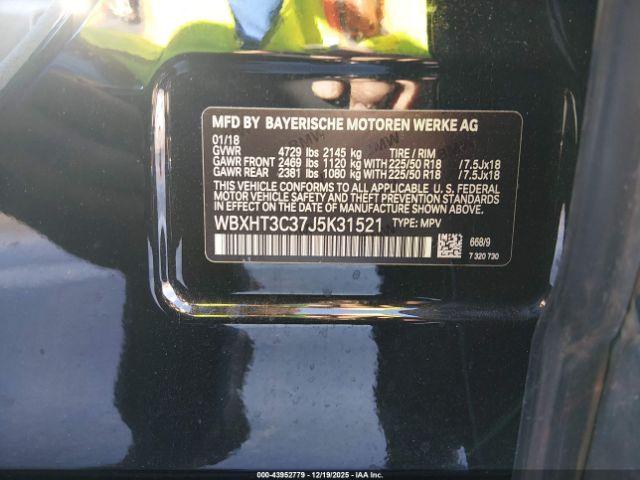 MFD BY BAYERISCHE MOTOREN WERKE AG
01/18
GVWR 4729 lbs 2145 kg TIRE / RIM
GAWR FRONT 2469 lbs 1120 kg WITH 225/50 R18 /7.5Jx18
GAWR REAR 2381 lbs 1080 kg WITH 225/50 R18 /7.5Jx18
THIS VEHICLE CONFORMS TO ALL APPLICABLE U. S. FEDERAL
MOTOR VEHICLE SAFETY AND THEFT PREVENTION STANDARDS
IN EFFECT ON THE DATE OF MANUFACTURE SHOWN ABOVE.
WBXHT3C37J5K31521 TYPE: MPV
668/9
7 320 730
© 000-43952779 - 12/19/2025 - IAAI.COM